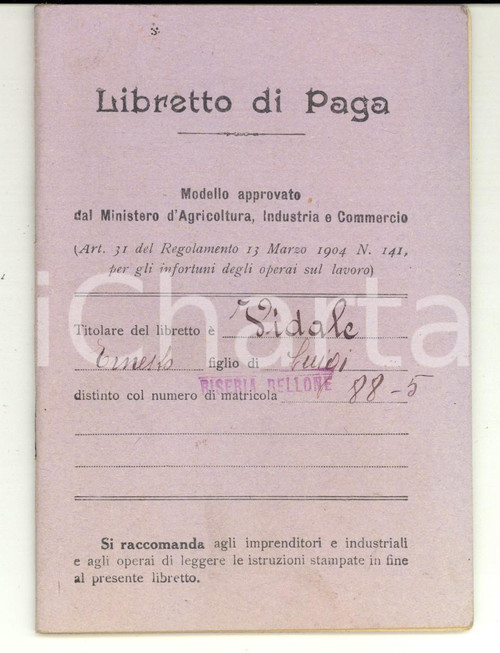 Libretto di Paga
Modello approvato
dal Ministero d'Agricoltura, Industria e Commercio
(Art. 31 del Regolamento 13 Marzo 1904 N. 141,
per gli infortuni degli operai sul lavoro)
Titolare del libretto è Vidale
Ernesto figlio di Luigi
RISERIA DELLONE
distinto col numero di matricola 88-5
Si raccomanda agli imprenditori e industriali
e agli operai di leggere le istruzioni stampate in fine
al presente libretto.
iCharta